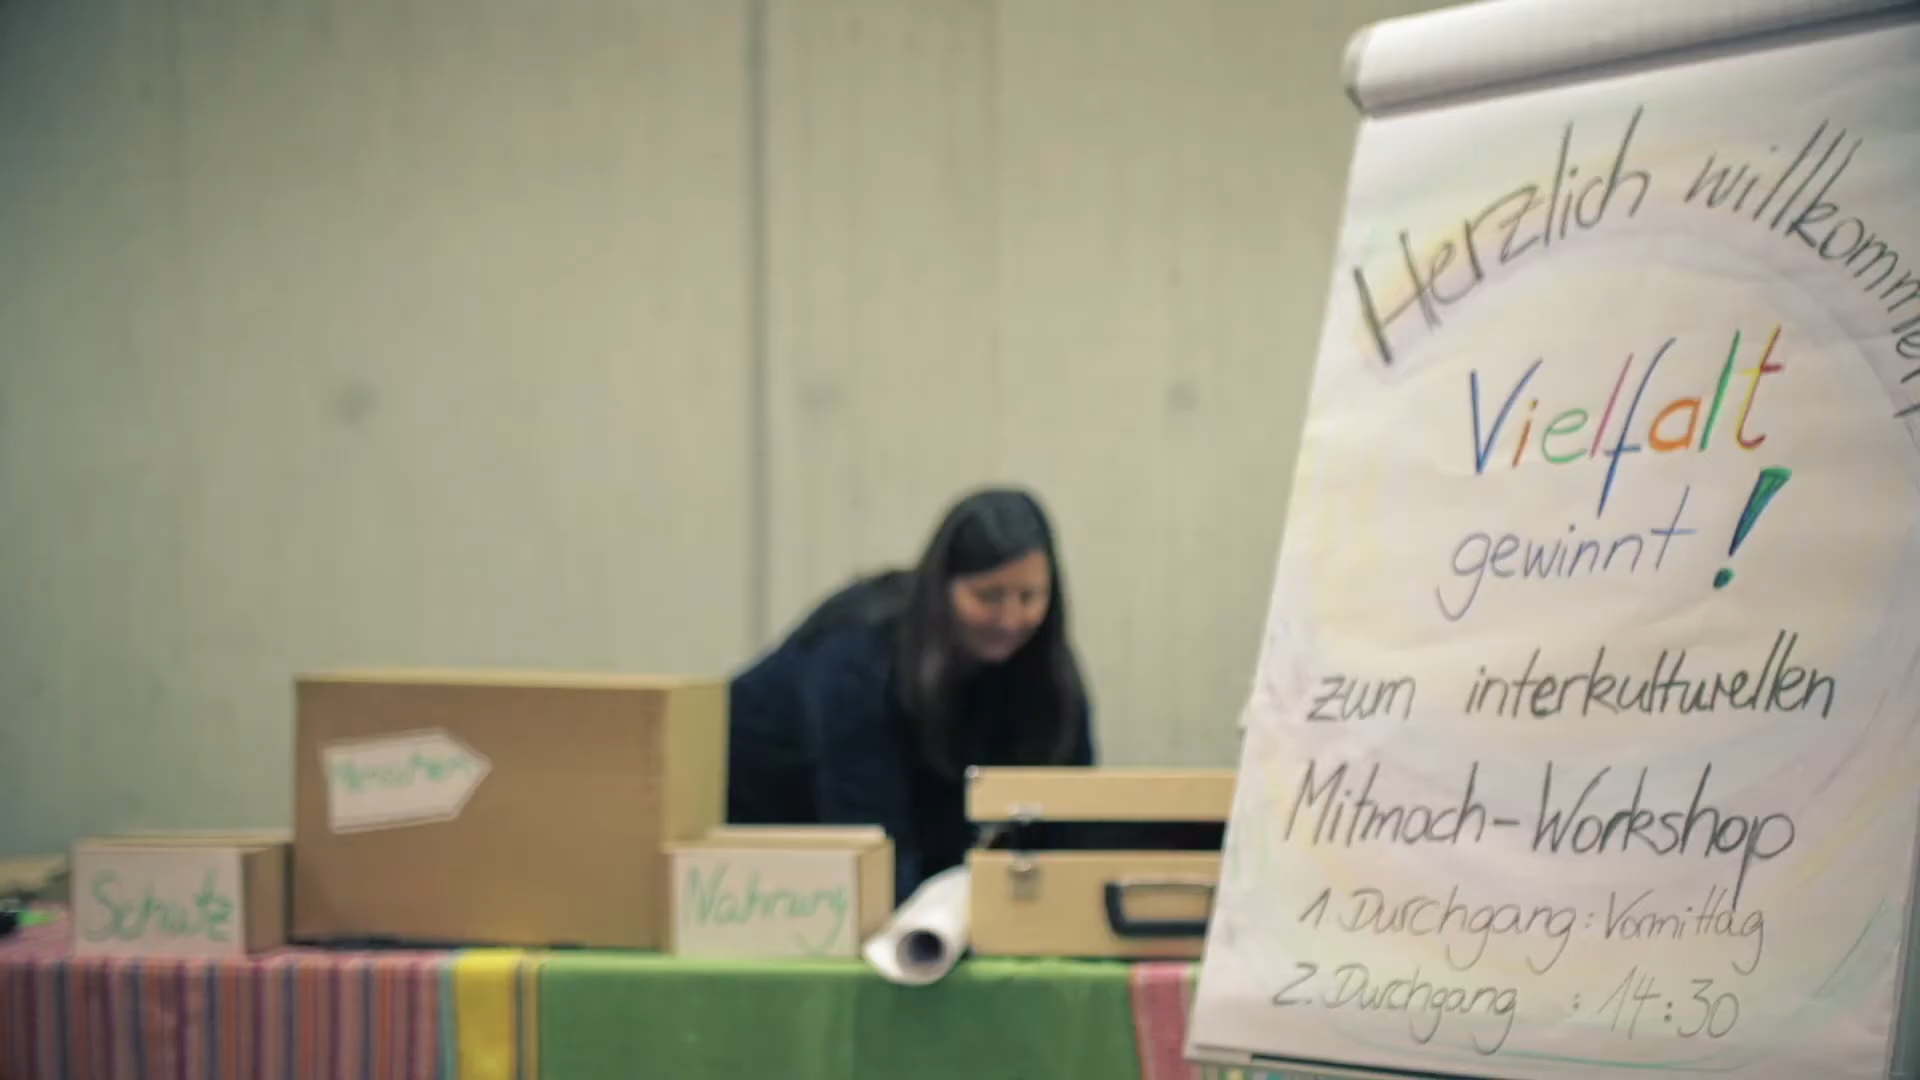 Herzlich willkommen
Vielfalt
gewinnt!
zum interkulturellen
Mitmach-Workshop
1. Durchgang: Vormittag
2. Durchgang : 14:30
Schutz
Nahrung